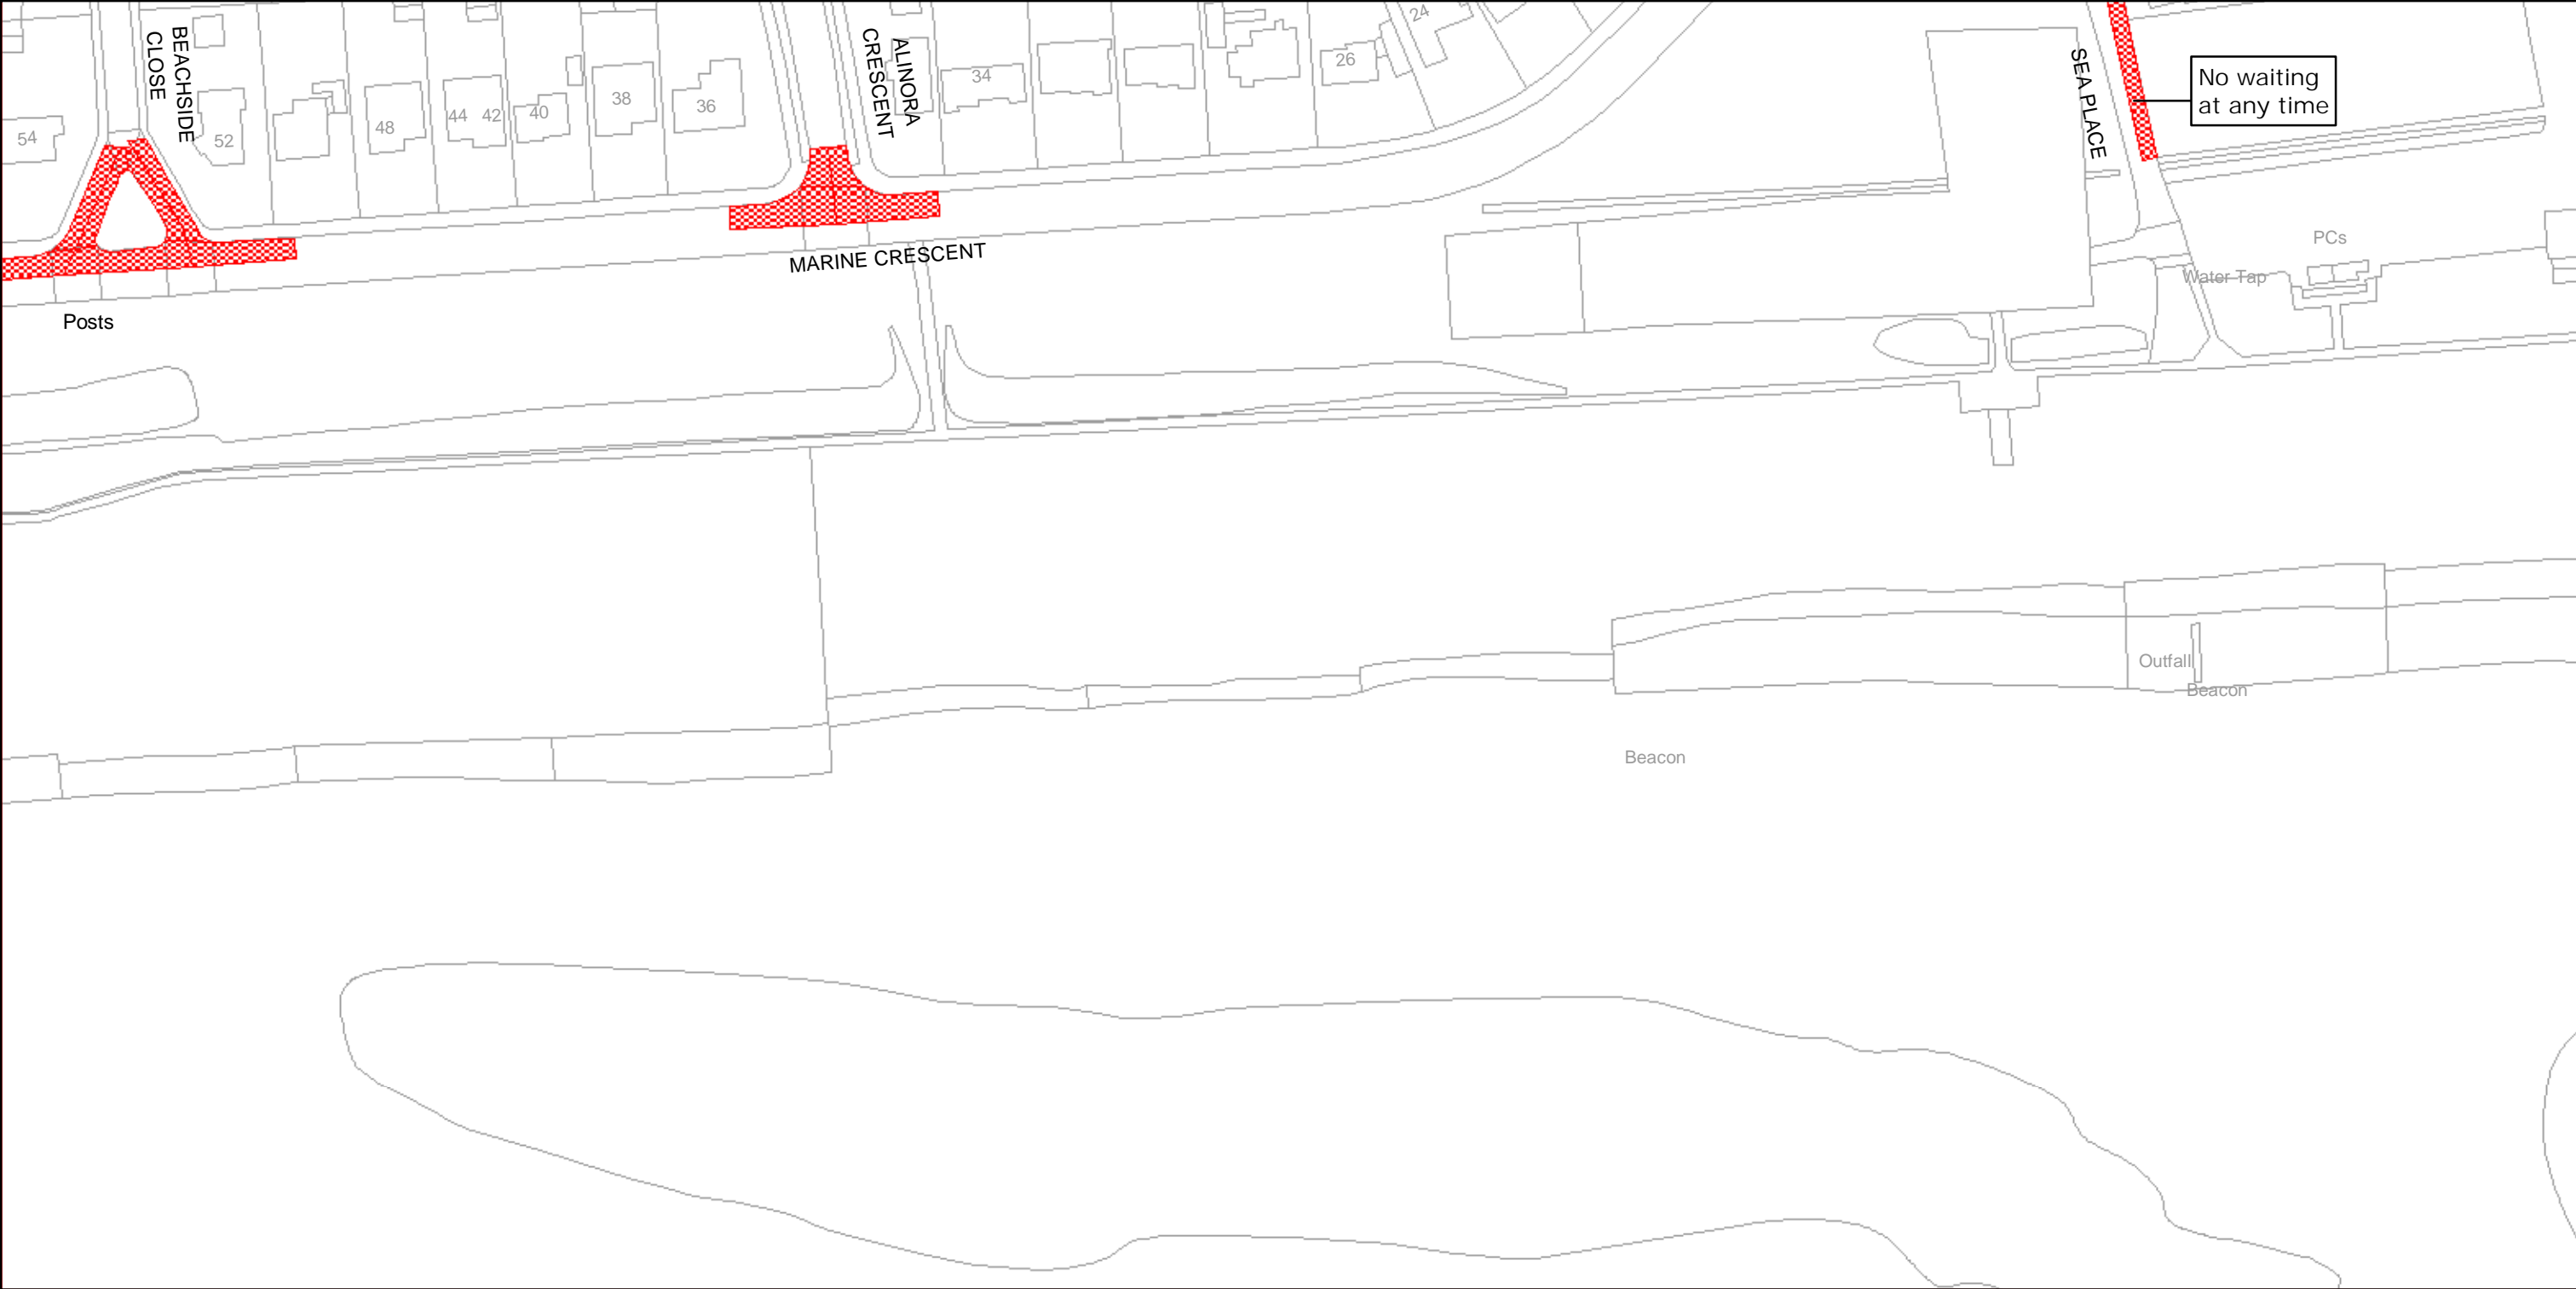 24
BEACHSIDE
CLOSE
ALINORA
CRESCENT
34
26
SEA PLACE
No waiting
at any time
54
52
48
44
42
40
38
36
MARINE CRESCENT
PCs
Water Tap
Posts
Outfall
Beacon
Beacon